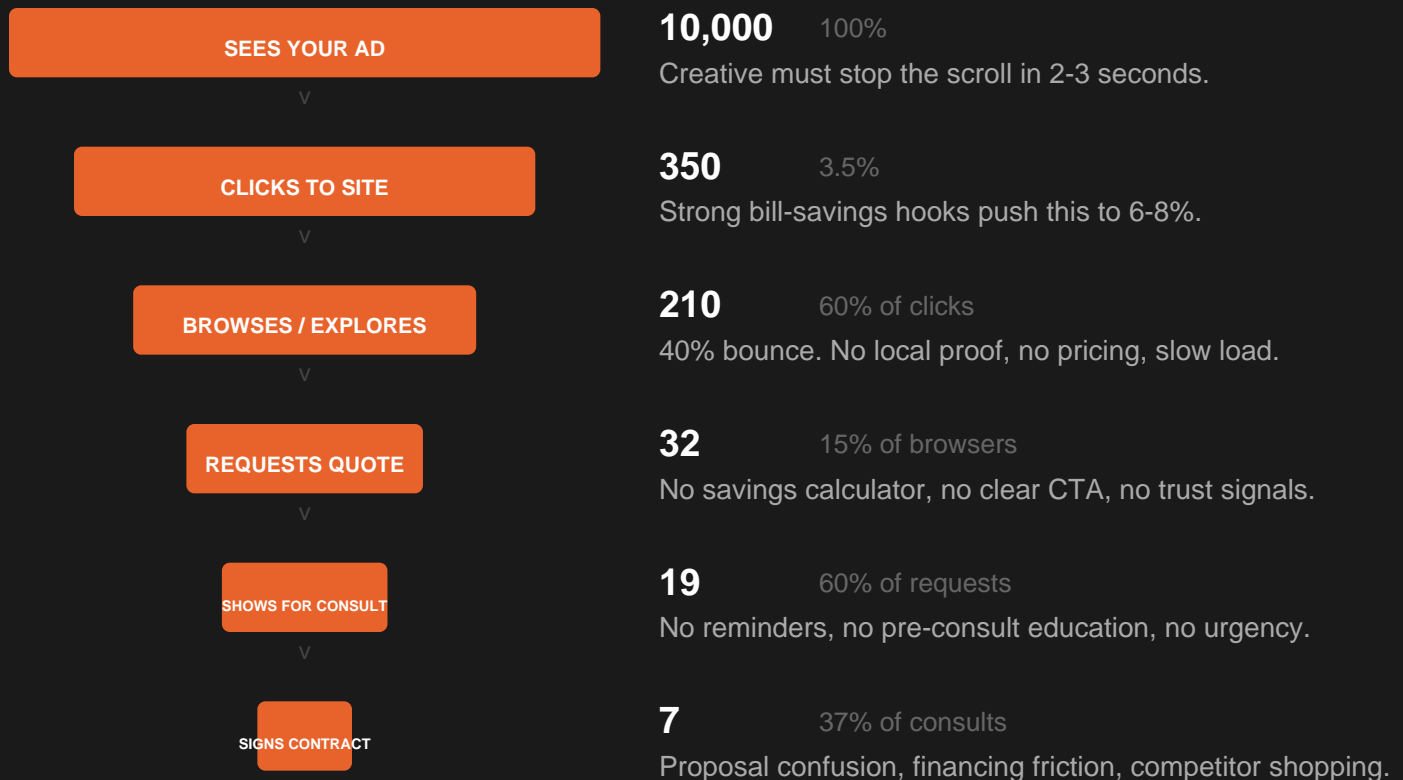 SEES YOUR AD
10,000 100%
Creative must stop the scroll in 2-3 seconds.
v
CLICKS TO SITE
350 3.5%
Strong bill-savings hooks push this to 6-8%.
v
BROWSES / EXPLORES
210 60% of clicks
40% bounce. No local proof, no pricing, slow load.
v
REQUESTS QUOTE
32 15% of browsers
No savings calculator, no clear CTA, no trust signals.
v
SHOWS FOR CONSULT
19 60% of requests
No reminders, no pre-consult education, no urgency.
v
SIGNS CONTRACT
7 37% of consults
Proposal confusion, financing friction, competitor shopping.